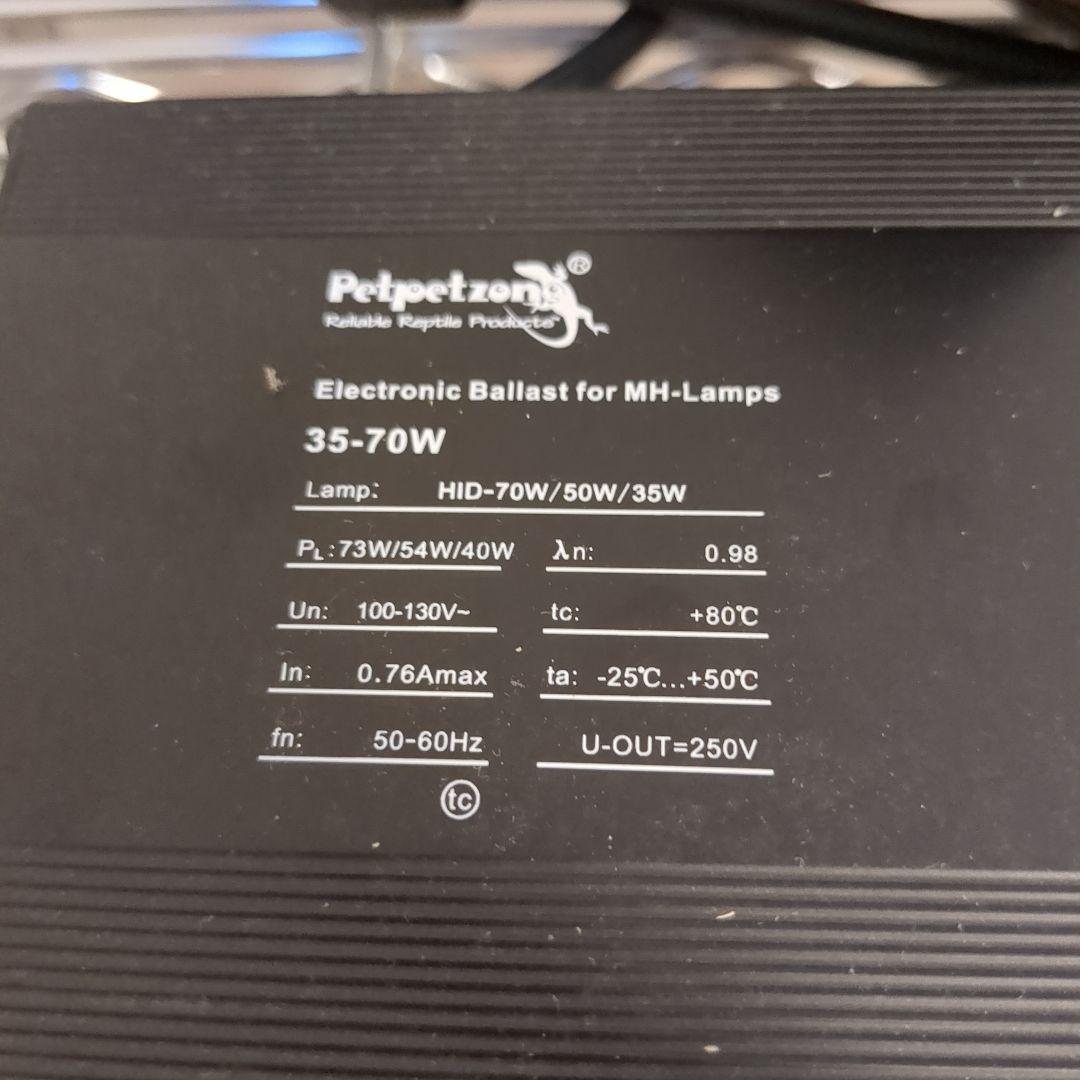 Petpetzone®
Reliable Reptile Products™
Electronic Ballast for MH-Lamps
35-70W
Lamp: HID-70W/50W/35W
PL: 73W/54W/40W λn: 0.98
Un: 100-130V~ tc: +80℃
In: 0.76Amax ta: -25℃...+50℃
fn: 50-60Hz U-OUT=250V
tc